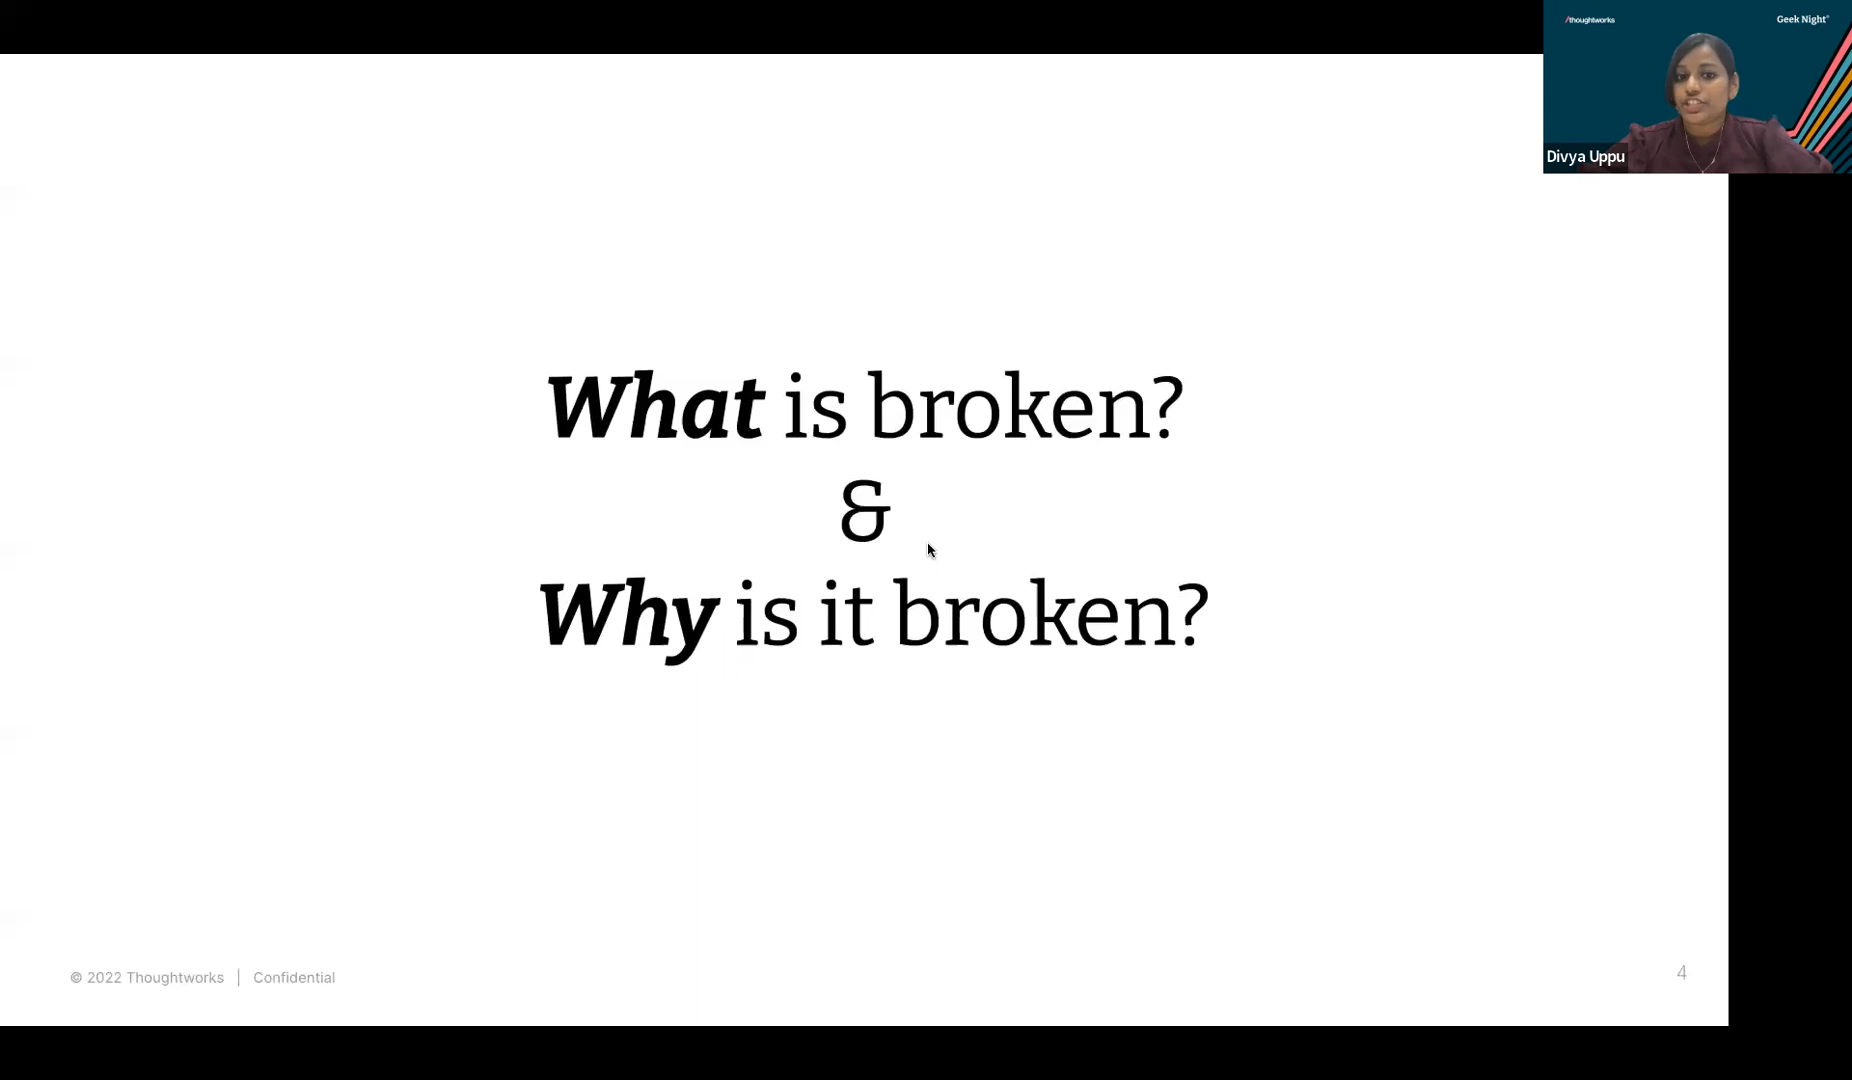 /thoughtworks
Geek Night
Divya Uppu
What is broken?
&
Why is it broken?
© 2022 Thoughtworks | Confidential
4